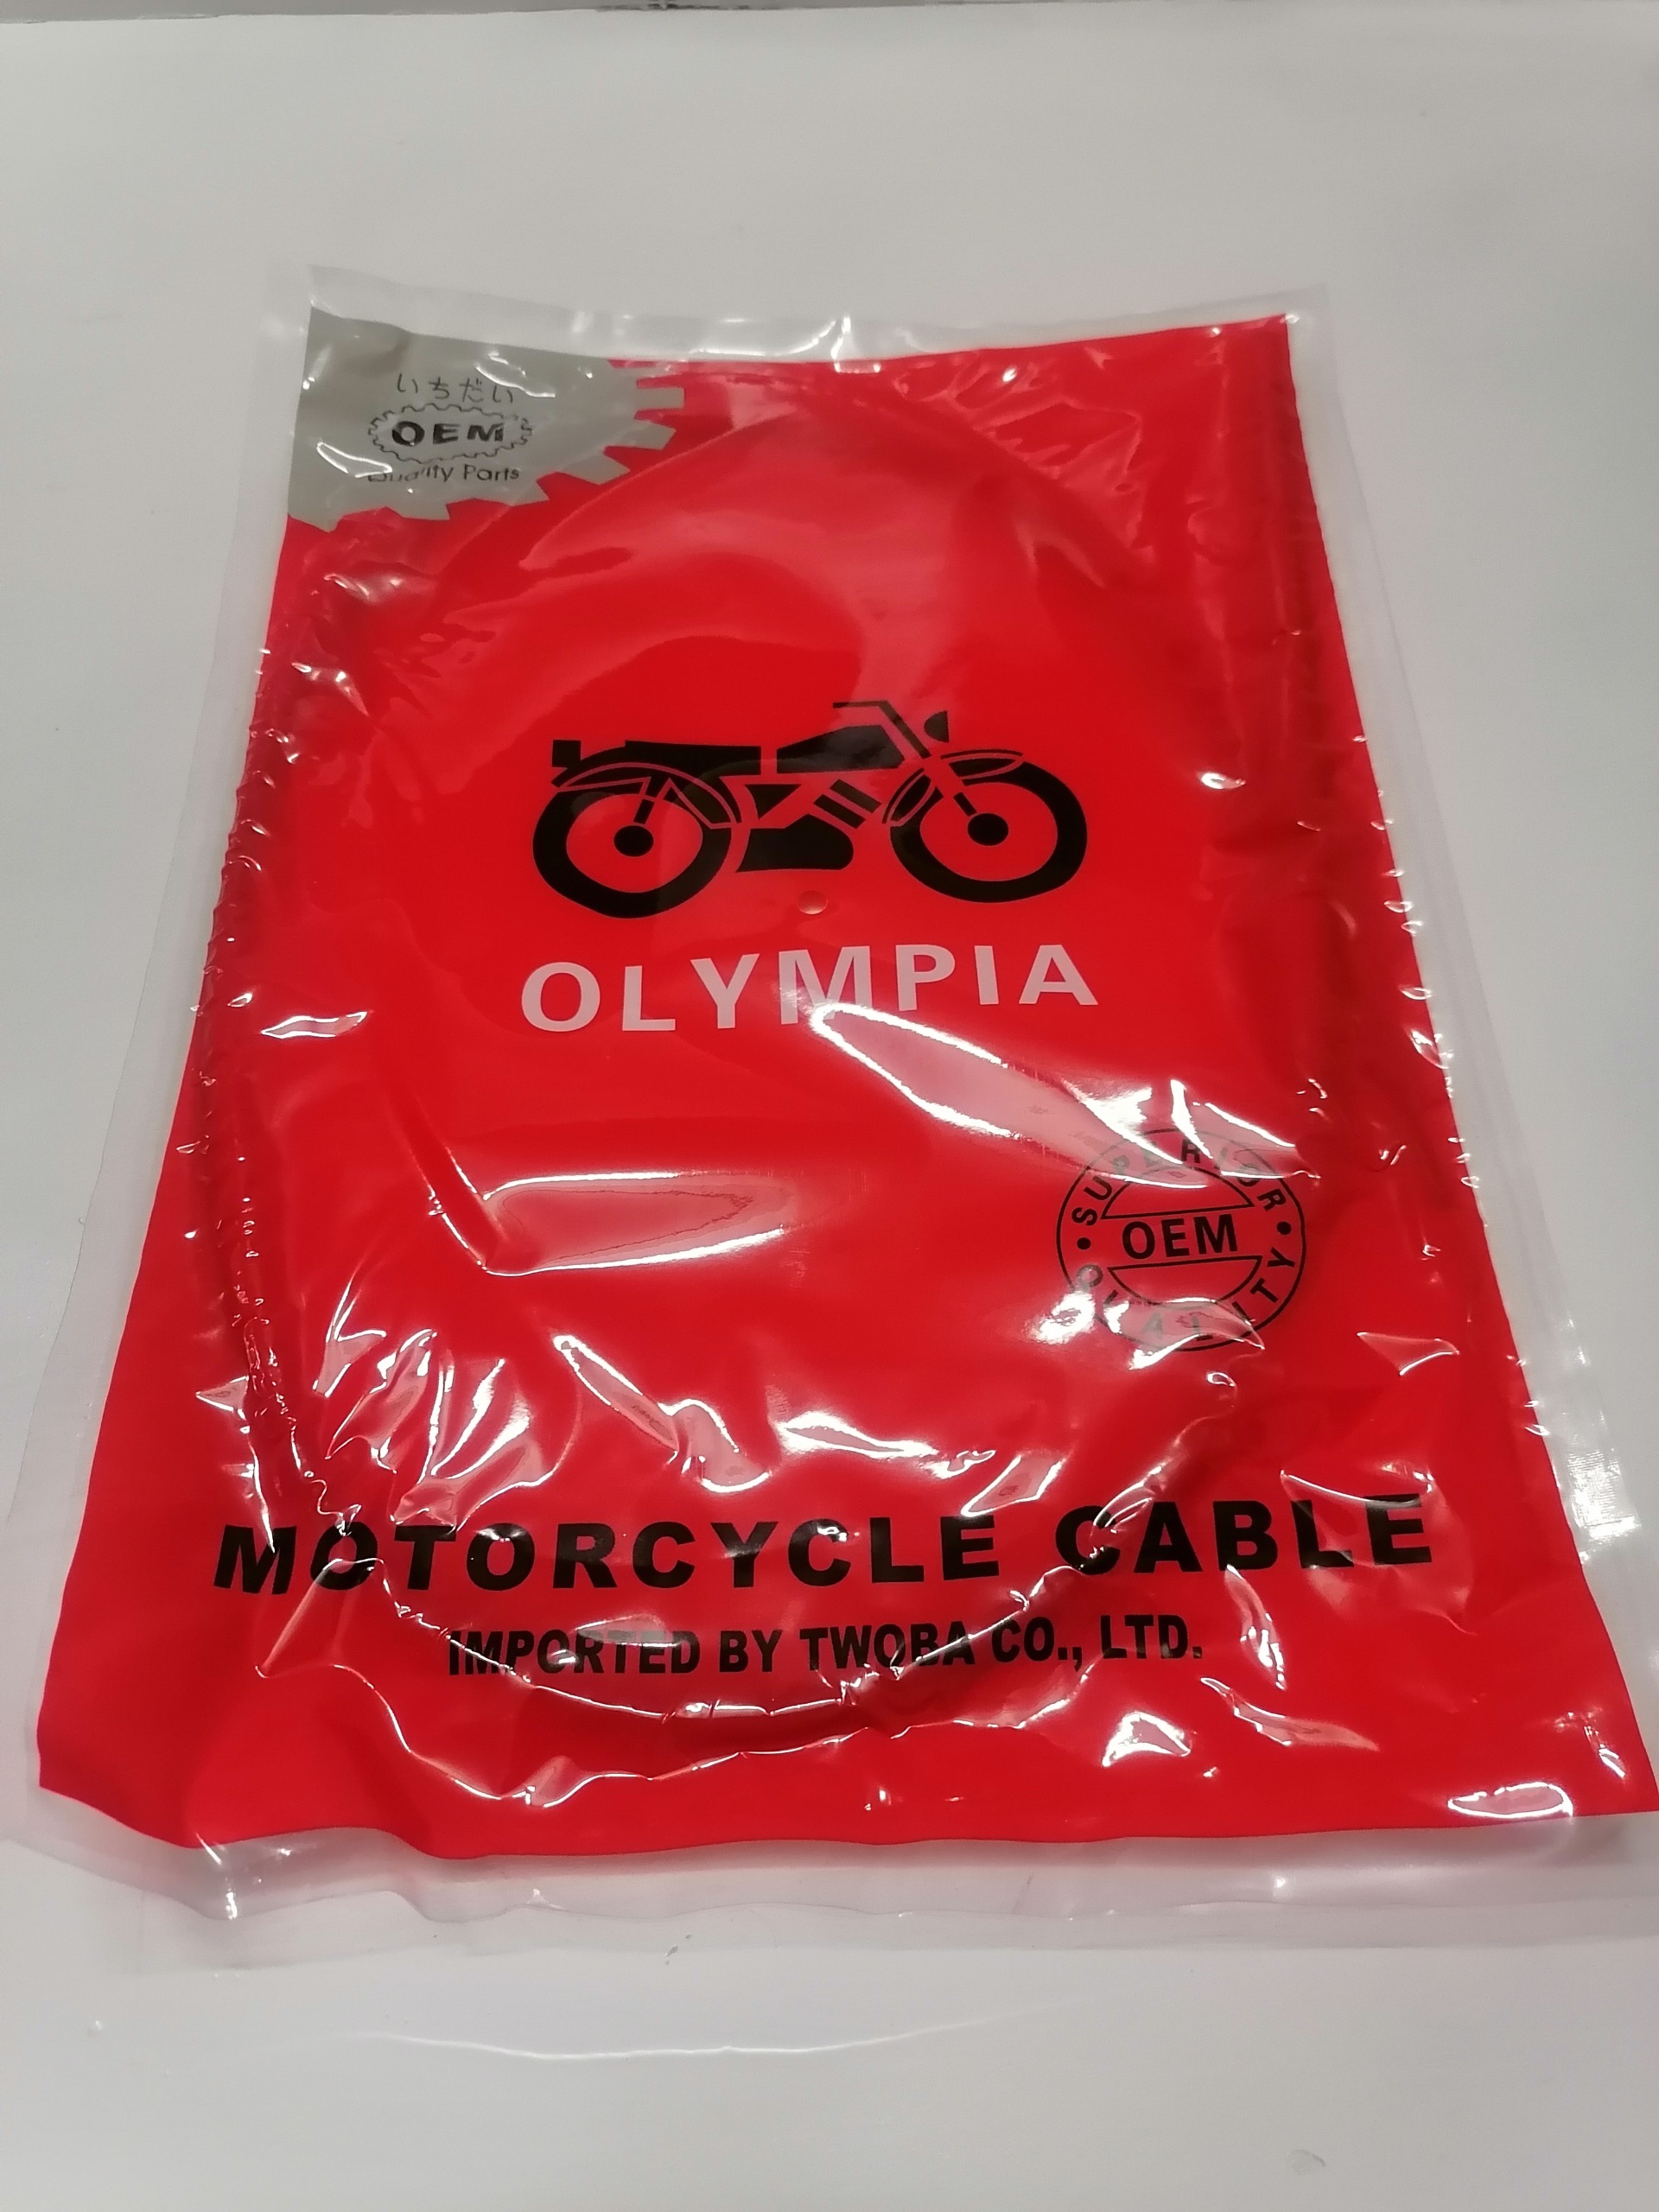 いちだい
OEM
Quality Parts
OLYMPIA
SUPERIOR
OEM
QUALITY
MOTORCYCLE CABLE
IMPORTED BY TWOBA CO., LTD.